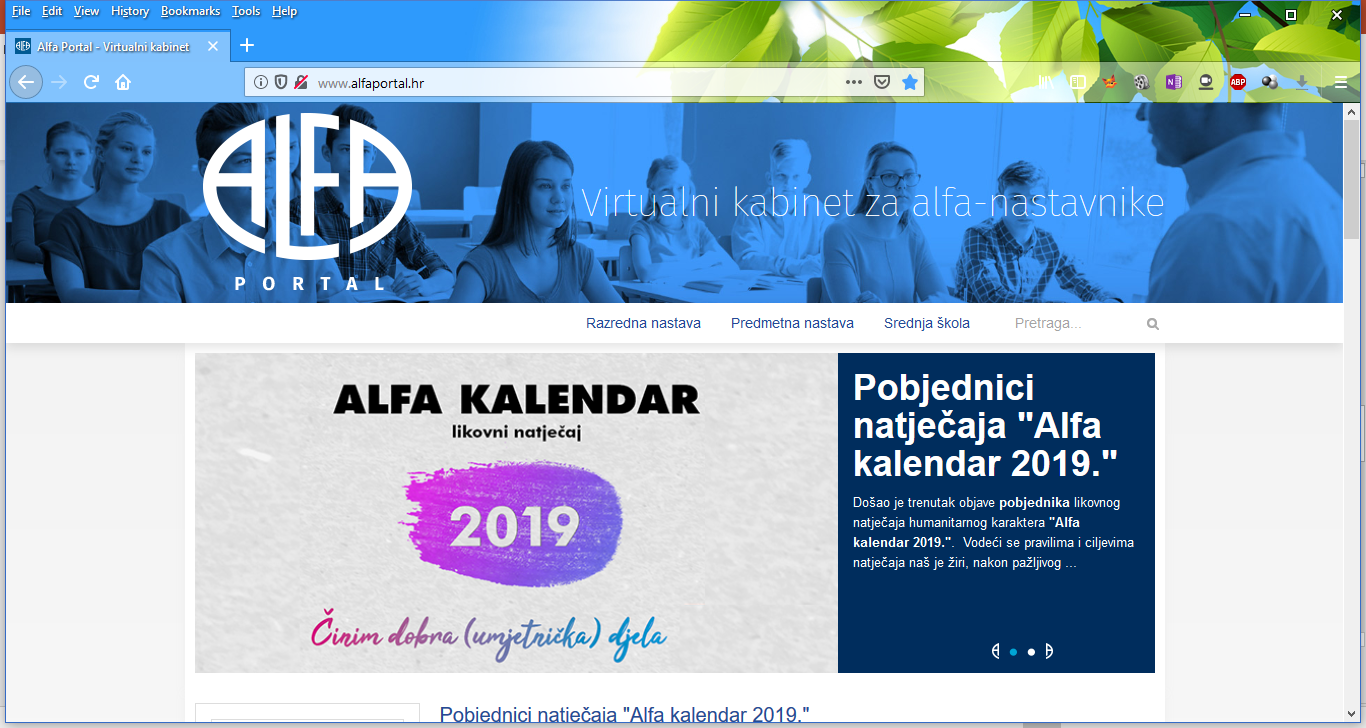 File Edit View History Bookmarks Tools Help
Alfa Portal - Virtualni kabinet
www.alfaportal.hr
ABP
ALFA
PORTAL
Virtualni kabinet za alfa-nastavnike
Razredna nastava Predmetna nastava Srednja škola Pretraga...
ALFA KALENDAR
likovni natječaj
2019
Činim dobra (umjetnička) djela
Pobjednici
natječaja "Alfa
kalendar 2019."
Došao je trenutak objave pobjednika likovnog
natječaja humanitarnog karaktera "Alfa
kalendar 2019.".  Vodeći se pravilima i ciljevima
natječaja naš je žiri, nakon pažljivog ...
Pobjednici natječaja "Alfa kalendar 2019."